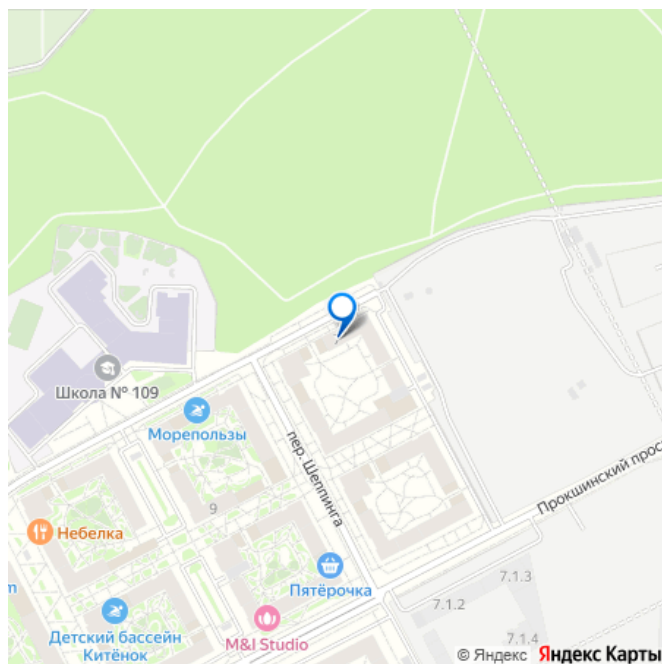 Школа № 109
Морепользы
пер. Шеппинга
Прокшинский прос
9
Небелка
m
Пятёрочка
7.1.3
7.1.2
Детский бассейн
Китёнок
M&I Studio
7.1.4
© Яндекс Яндекс Карты